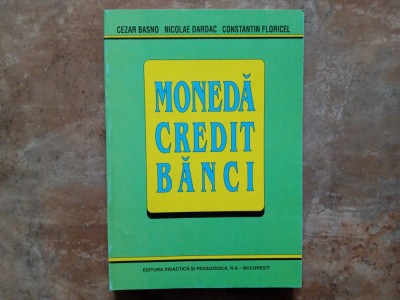 CEZAR BASNO NICOLAE DARDAC CONSTANTIN FLORICEL
MONEDĂ
CREDIT
BĂNCI
EDITURA DIDACTICĂ ŞI PEDAGOGICĂ, R.A. - BUCUREŞTI